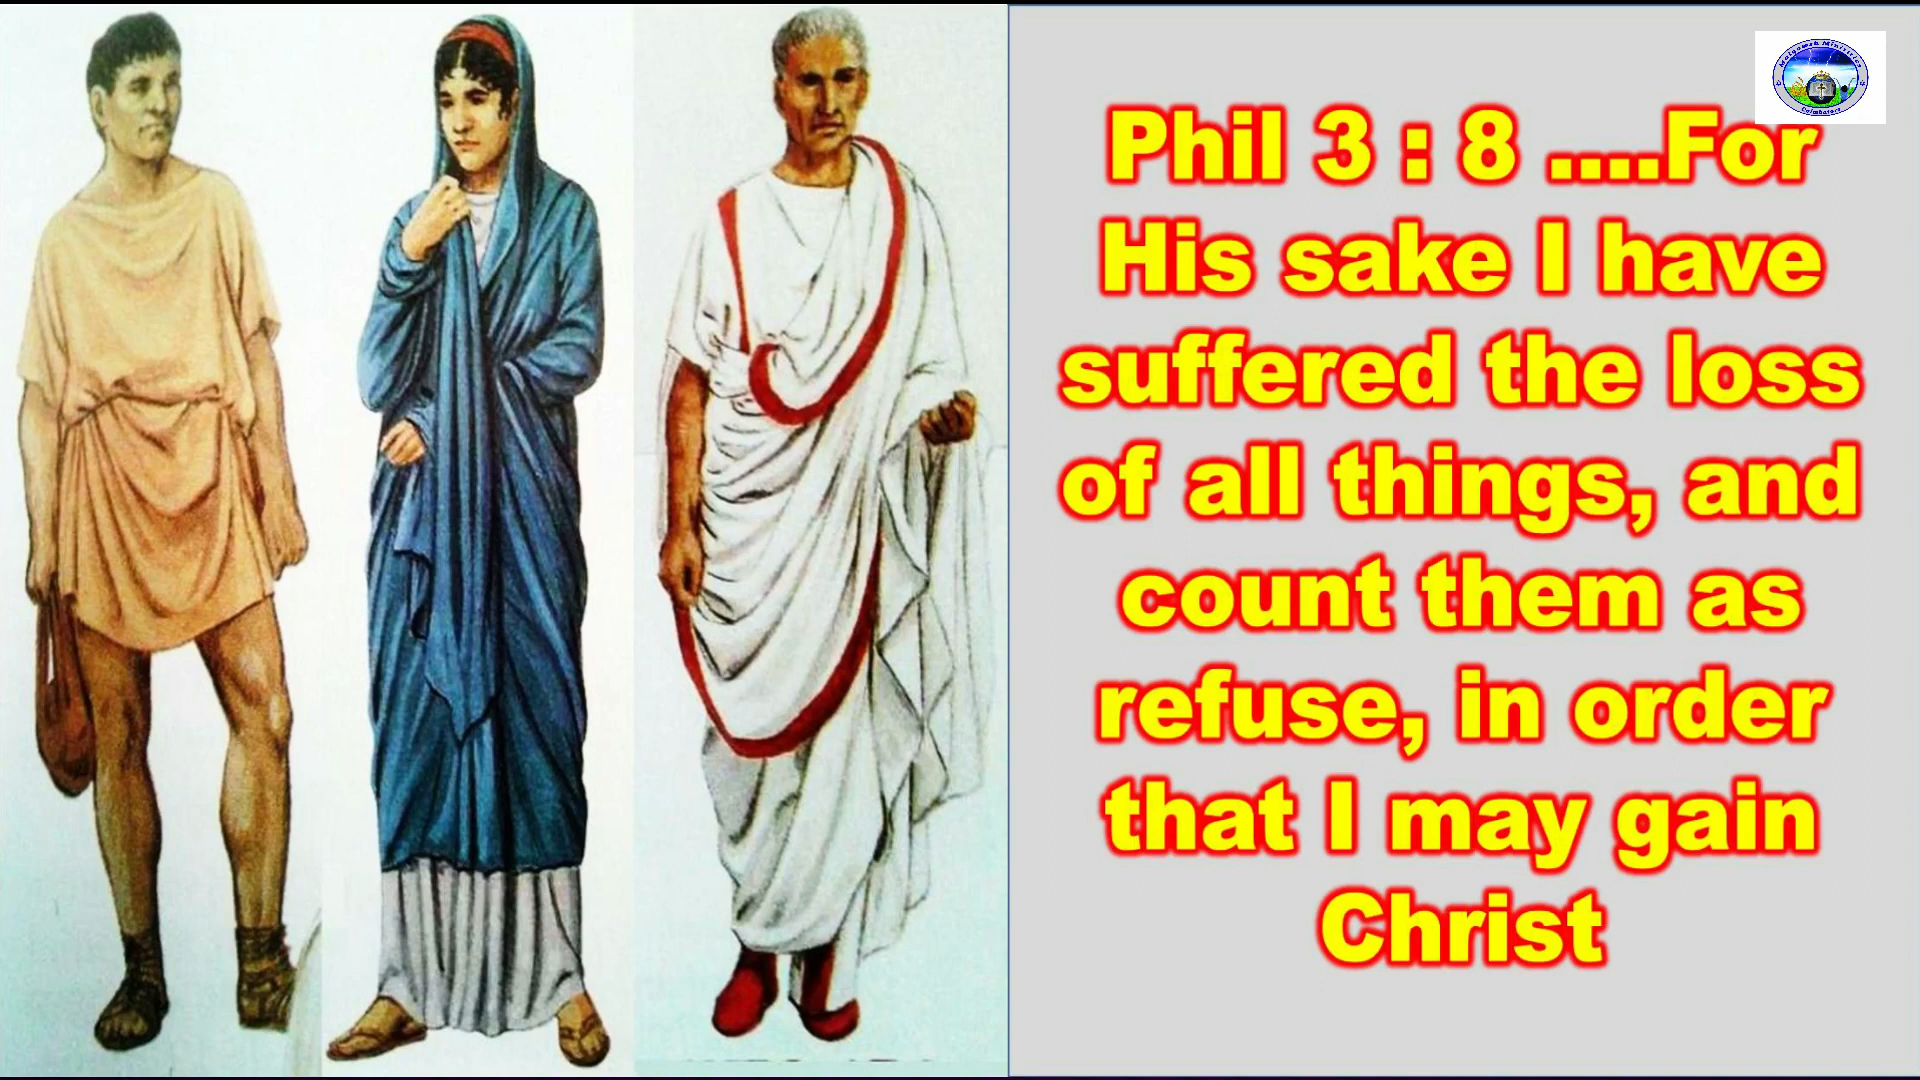 Phil 3 : 8 ....For
His sake I have
suffered the loss
of all things, and
count them as
refuse, in order
that I may gain
Christ
Coimbatore